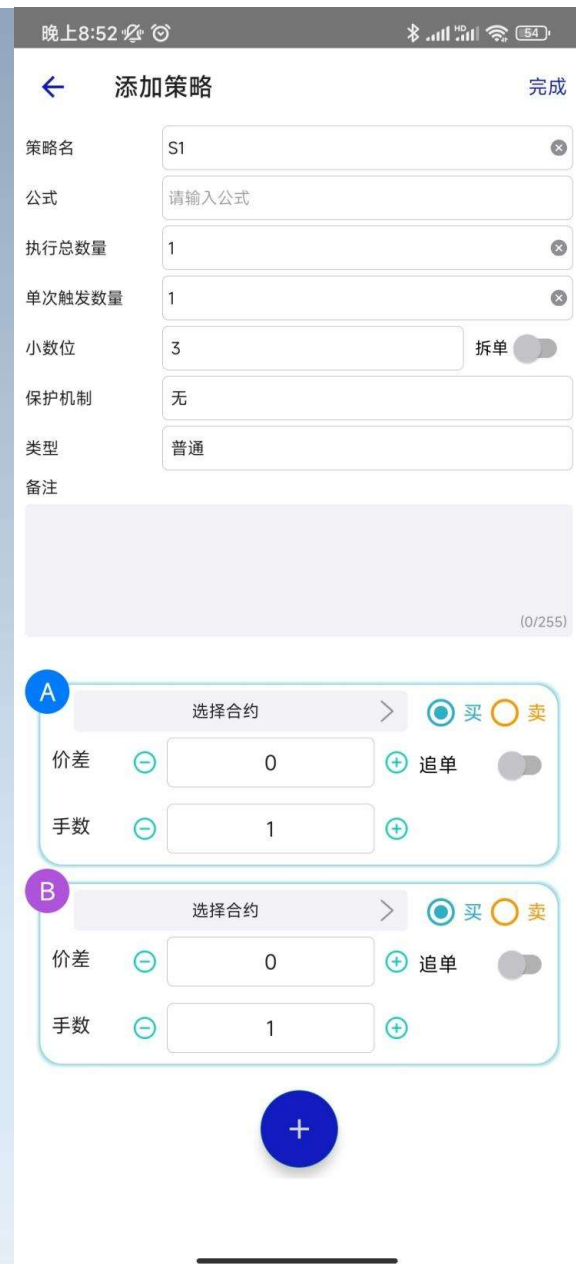 晚上8:52 54
添加策略 完成
策略名 S1
公式 请输入公式
执行总数量 1
单次触发数量 1
小数位 3 拆单
保护机制 无
类型 普通
备注
(0/255)
A
选择合约 买 卖
价差 0 追单
手数 1
B
选择合约 买 卖
价差 0 追单
手数 1